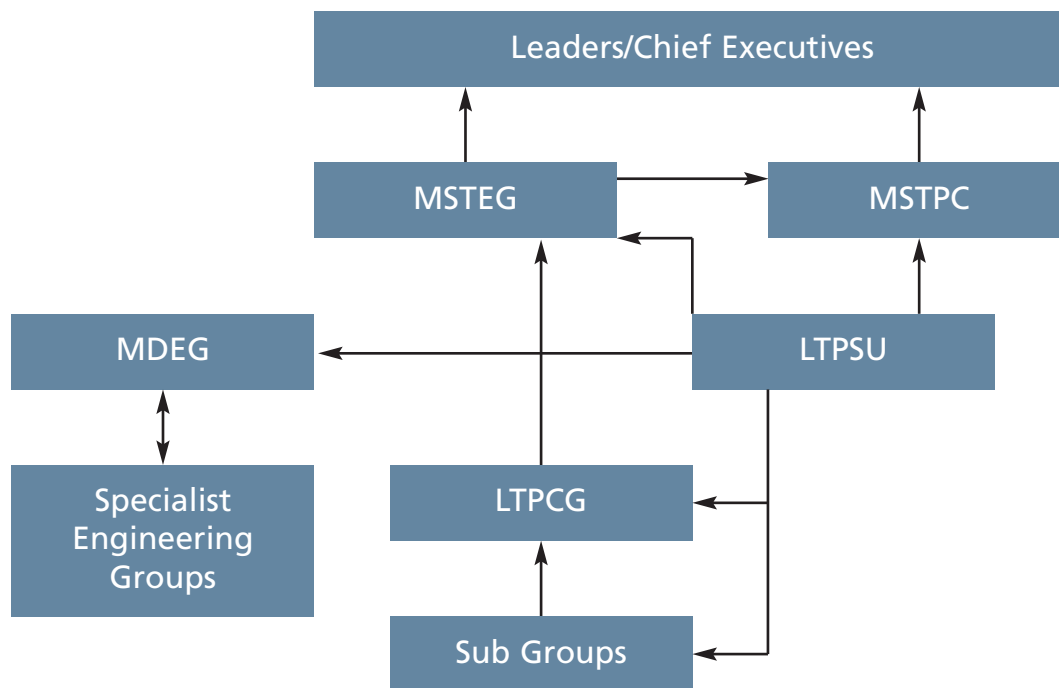 Leaders/Chief Executives
MSTEG
MSTPC
MDEG
LTPSU
Specialist
Engineering
Groups
LTPCG
Sub Groups